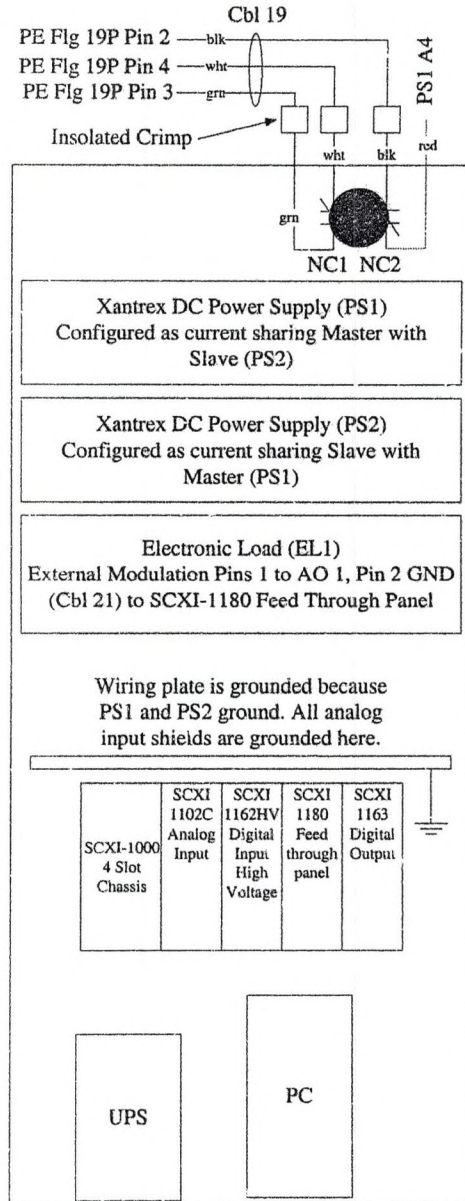 Cbl 19
PE Flg 19P Pin 2
blk
PE Flg 19P Pin 4
wht
PE Flg 19P Pin 3
grn
PS1 A4
Insolated Crimp
wht
blk
red
grn
NC1 NC2
Xantrex DC Power Supply (PS1)
Configured as current sharing Master with
Slave (PS2)
Xantrex DC Power Supply (PS2)
Configured as current sharing Slave with
Master (PS1)
Electronic Load (EL1)
External Modulation Pins 1 to AO 1, Pin 2 GND
(Cbl 21) to SCXI-1180 Feed Through Panel
Wiring plate is grounded because
PS1 and PS2 ground. All analog
input shields are grounded here.
SCXI-1000
4 Slot
Chassis
SCXI
1102C
Analog
Input
SCXI
1162HV
Digital
Input
High
Voltage
SCXI
1180
Feed
through
panel
SCXI
1163
Digital
Output
UPS
PC